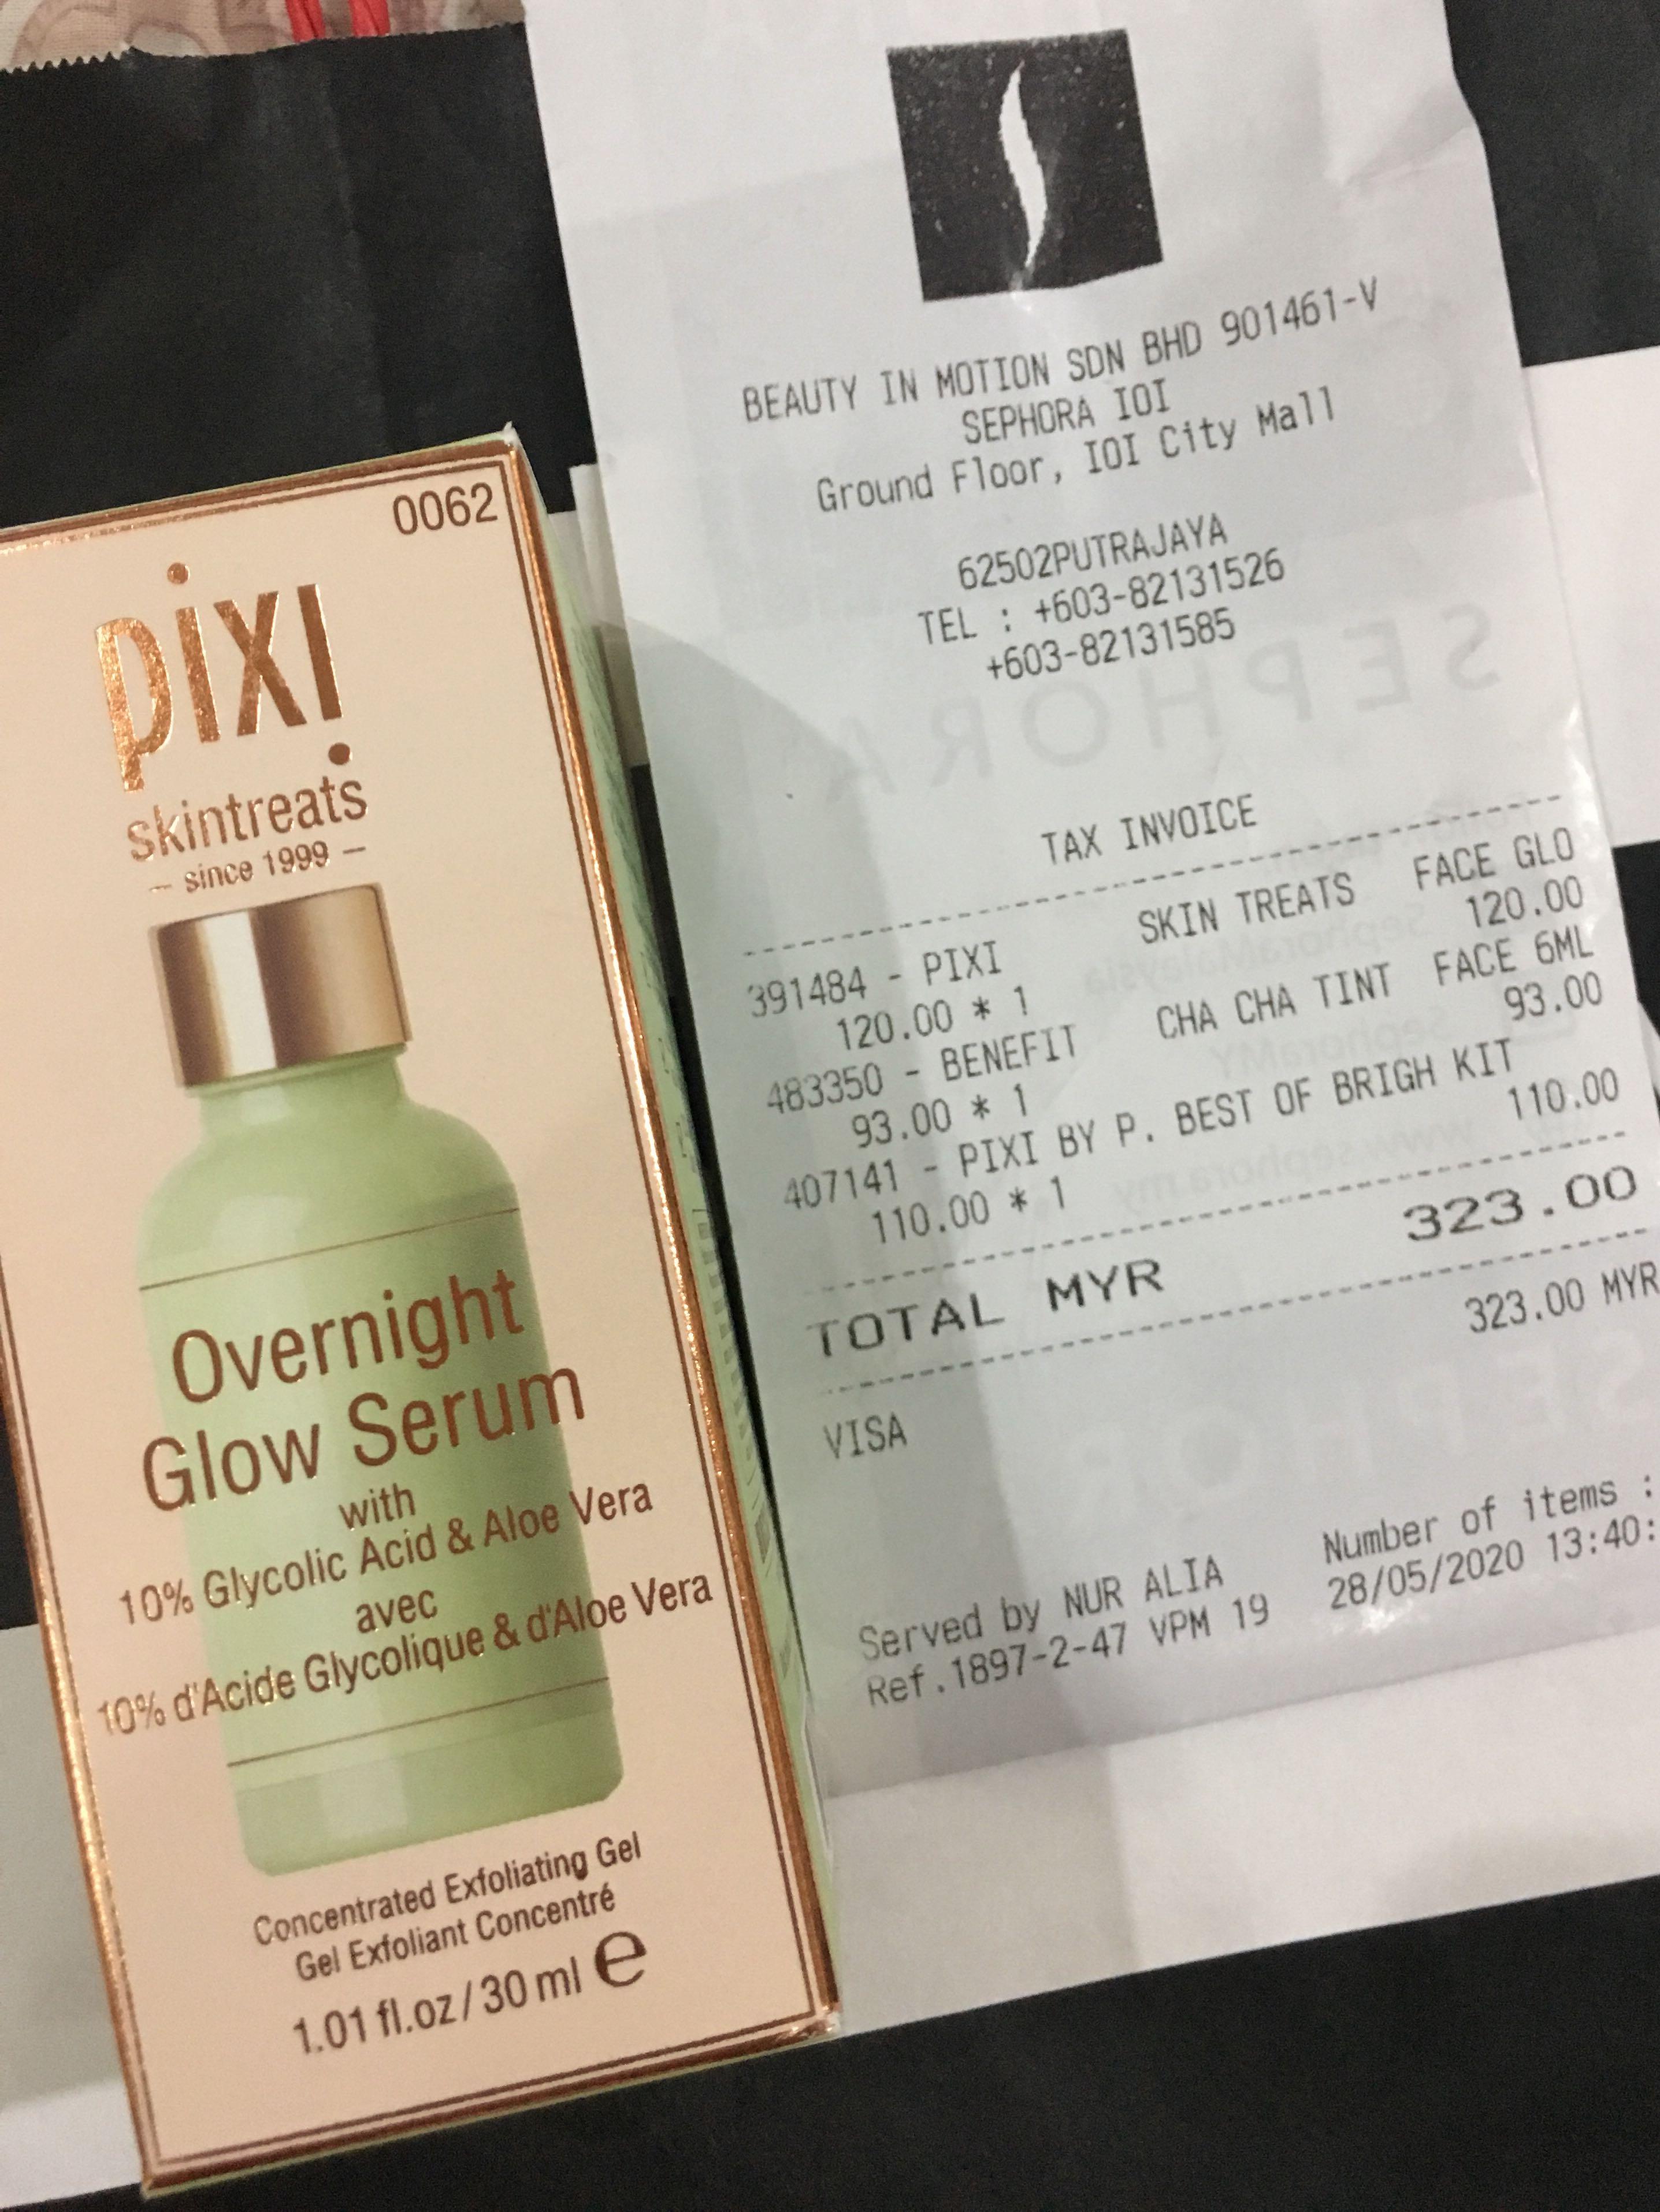 0062
pixi
skintreats
– since 1999 –
Overnight
Glow Serum
with
10% Glycolic Acid & Aloe Vera
avec
10% d'Acide Glycolique & d'Aloe Vera
Concentrated Exfoliating Gel
Gel Exfoliant Concentré
1.01 fl.oz / 30 ml e
BEAUTY IN MOTION SDN BHD 901461-V
SEPHORA IOI
Ground Floor, IOI City Mall
62502PUTRAJAYA
TEL : +603-82131526
+603-82131585
SEPHORA
TAX INVOICE
391484 - PIXI SKIN TREATS FACE GLO
120.00 * 1 120.00
483350 - BENEFIT CHA CHA TINT FACE 6ML
93.00 * 1 93.00
407141 - PIXI BY P. BEST OF BRIGH KIT
110.00 * 1 110.00
TOTAL MYR 323.00
VISA 323.00 MYR
Number of items :
Served by NUR ALIA 28/05/2020 13:40:
Ref.1897-2-47 VPM 19